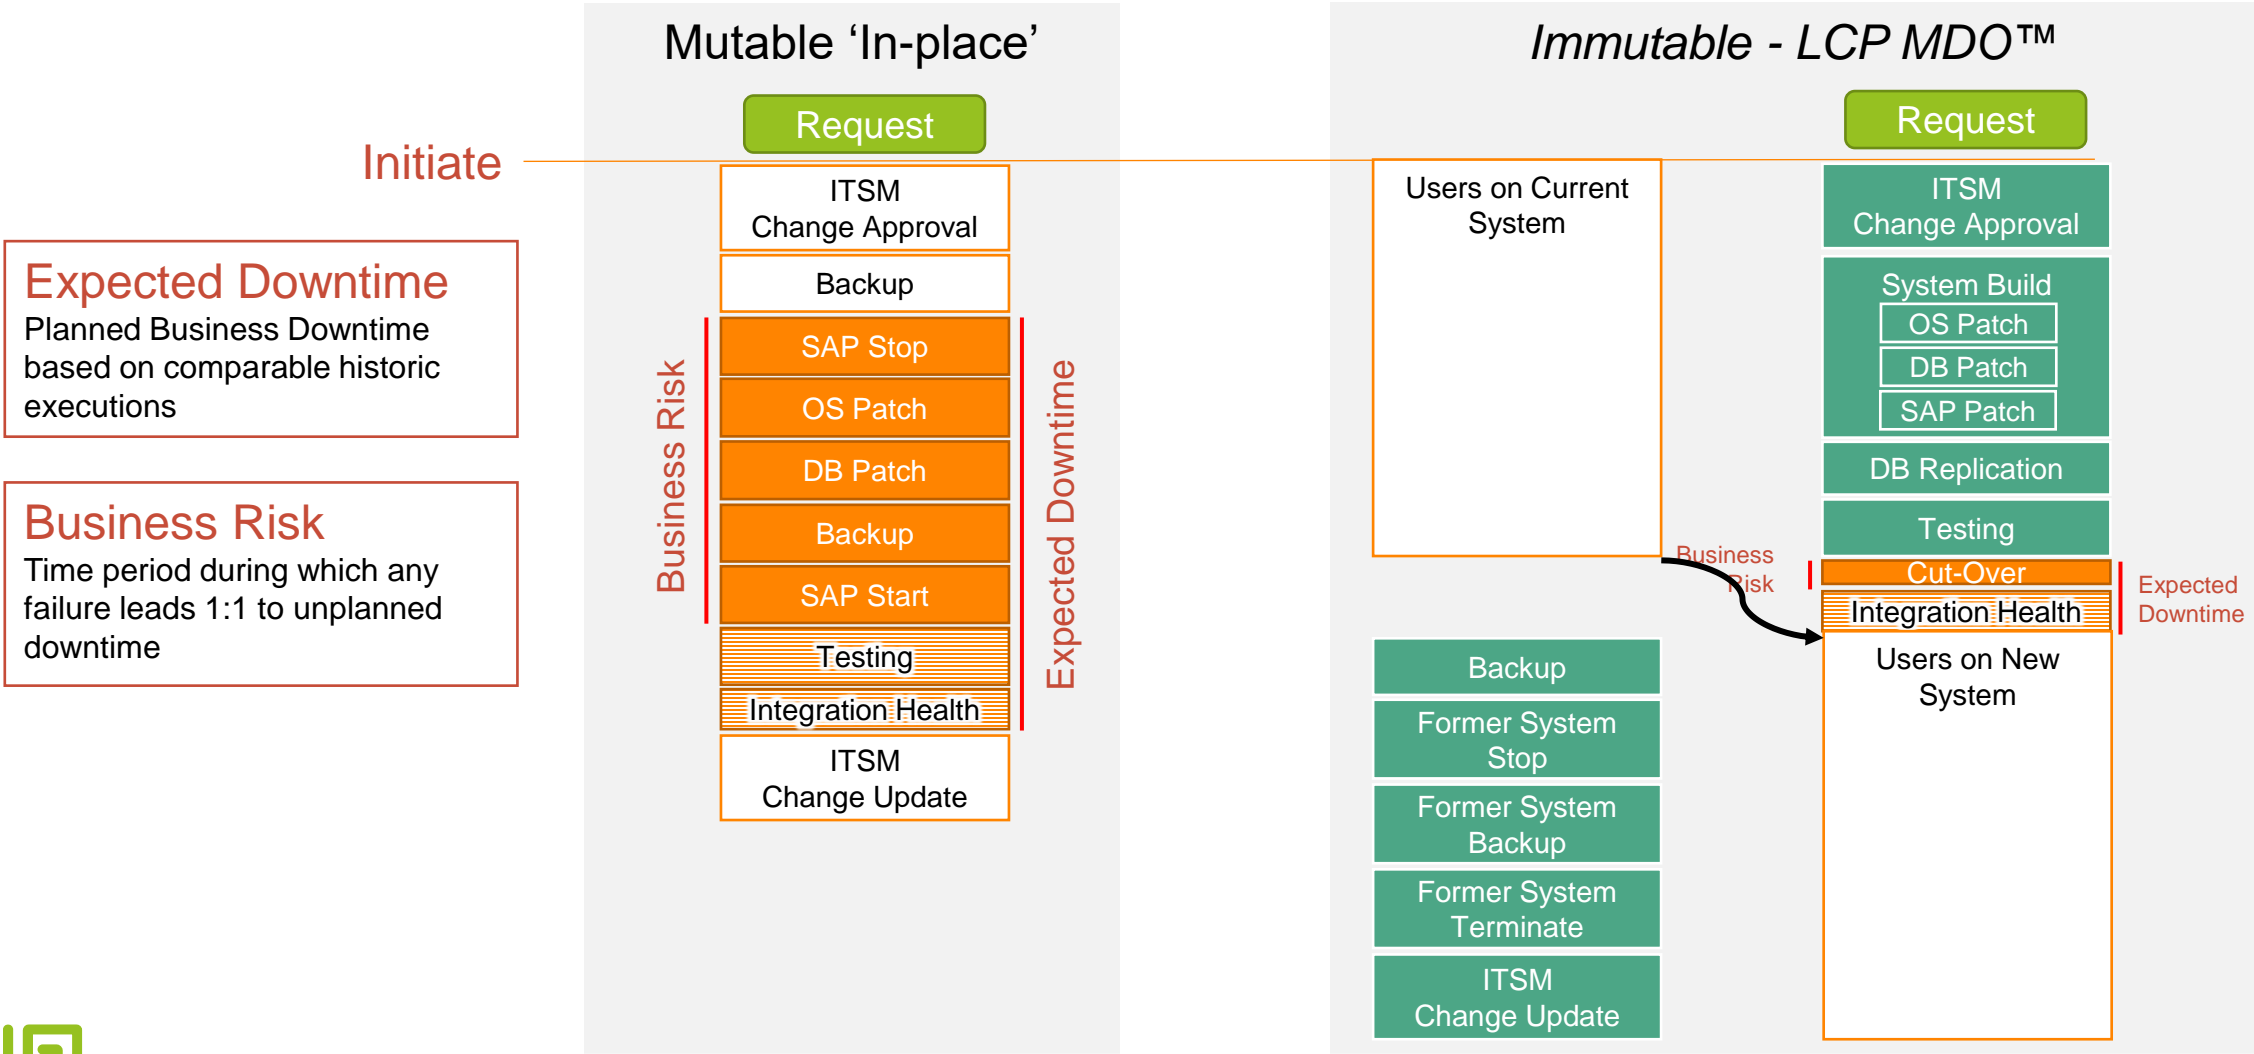 Mutable ‘In-place’
Immutable - LCP MDO™
Request
Request
Initiate
Expected Downtime
Planned Business Downtime
based on comparable historic
executions
Business Risk
Time period during which any
failure leads 1:1 to unplanned
downtime
ITSM
Change Approval
Backup
SAP Stop
OS Patch
DB Patch
Backup
SAP Start
Testing
Integration Health
ITSM
Change Update
Business Risk
Expected Downtime
Users on Current
System
Backup
Former System
Stop
Former System
Backup
Former System
Terminate
ITSM
Change Update
ITSM
Change Approval
System Build
OS Patch
DB Patch
SAP Patch
DB Replication
Testing
Business
Risk
Cut-Over
Integration Health
Expected
Downtime
Users on New
System